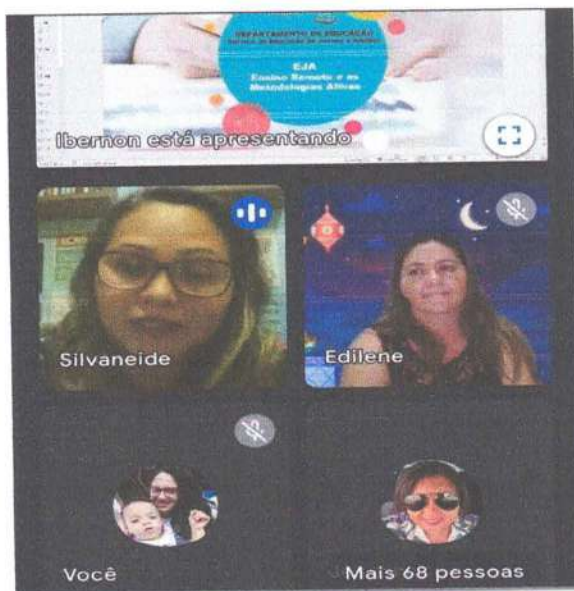 DEPARTAMENTO DE EDUCAÇÃO
EJA
Ensino Remoto e as
Metodologias Ativas
Ibernon está apresentando
Silvaneide
Edilene
Você
Mais 68 pessoas